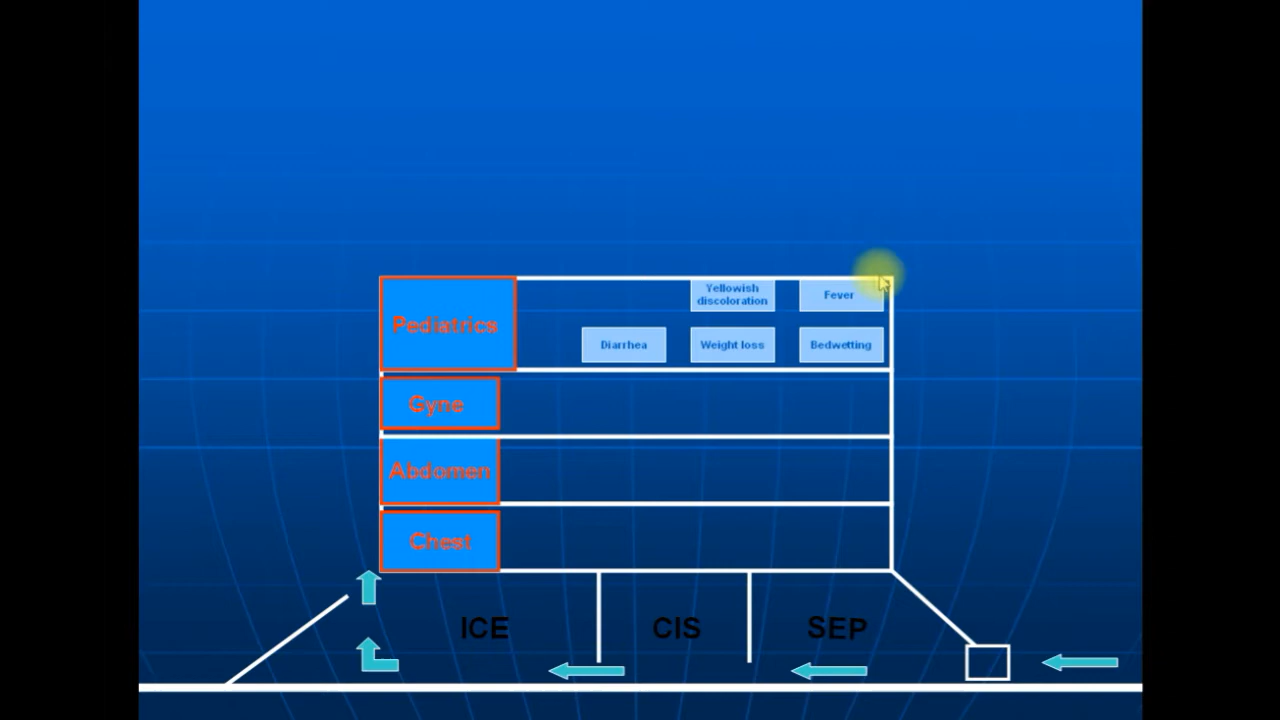 Yellowish
discoloration
Fever
Pediatrics
Diarrhea
Weight loss
Bedwetting
Gyne
Abdomen
Chest
ICE
CIS
SEP